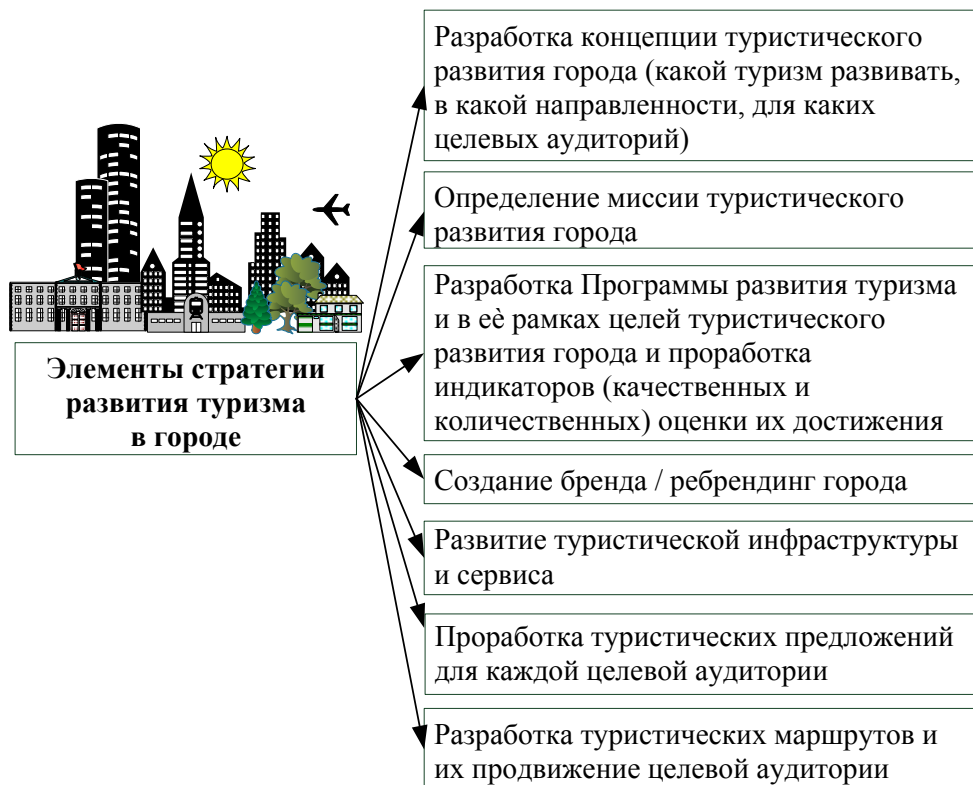 Разработка концепции туристического
развития города (какой туризм развивать,
в какой направленности, для каких
целевых аудиторий)
Определение миссии туристического
развития города
Разработка Программы развития туризма
и в еѐ рамках целей туристического
развития города и проработка
индикаторов (качественных и
количественных) оценки их достижения
Элементы стратегии
развития туризма
в городе
Создание бренда / ребрендинг города
Развитие туристической инфраструктуры
и сервиса
Проработка туристических предложений
для каждой целевой аудитории
Разработка туристических маршрутов и
их продвижение целевой аудитории